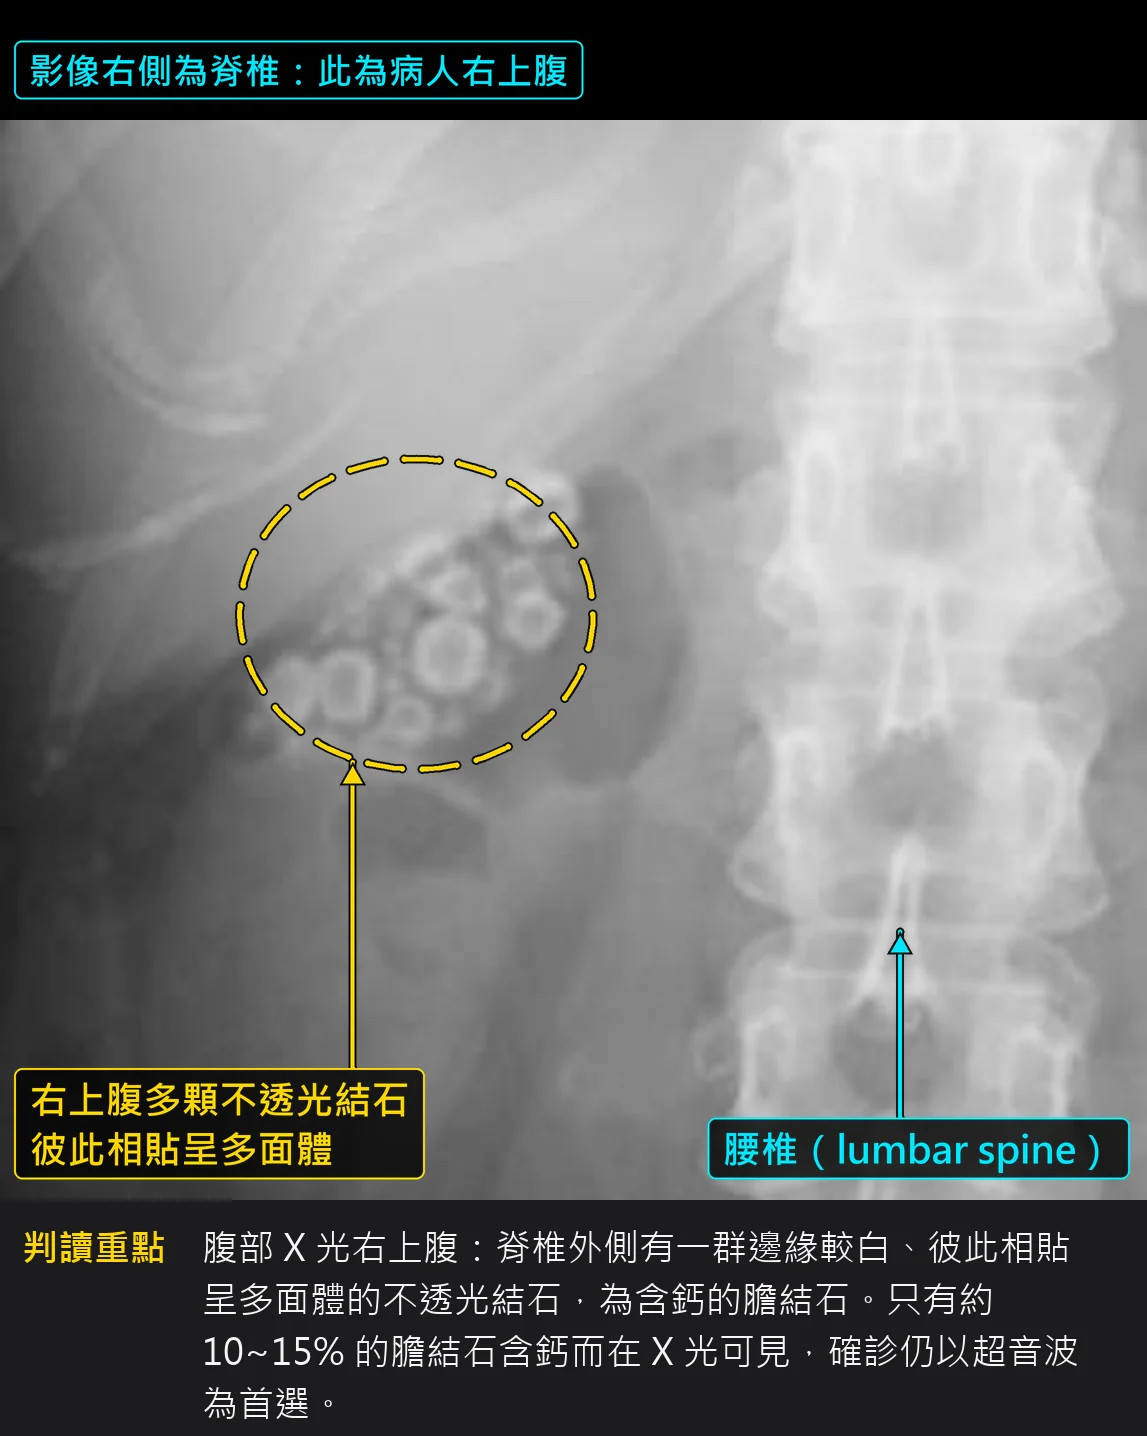 影像右側為脊椎：此為病人右上腹
右上腹多顆不透光結石
彼此相貼呈多面體
腰椎（lumbar spine）
判讀重點
腹部 X 光右上腹：脊椎外側有一群邊緣較白、彼此相貼
呈多面體的不透光結石，為含鈣的膽結石。只有約
10~15% 的膽結石含鈣而在 X 光可見，確診仍以超音波
為首選。